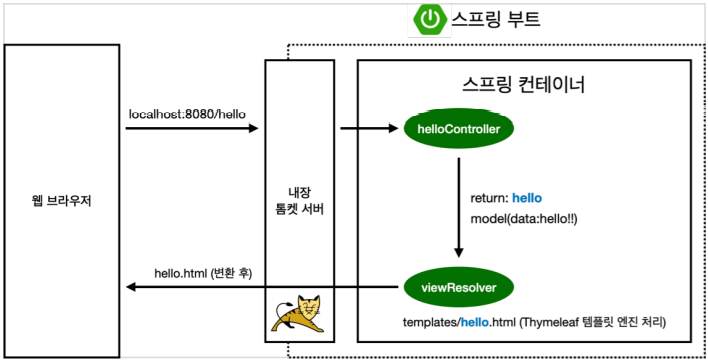 스프링 부트
스프링 컨테이너
localhost:8080/hello
helloController
웹 브라우저
내장
톰켓 서버
return: hello
model(data:hello!!)
hello.html (변환 후)
viewResolver
templates/hello.html (Thymeleaf 템플릿 엔진 처리)